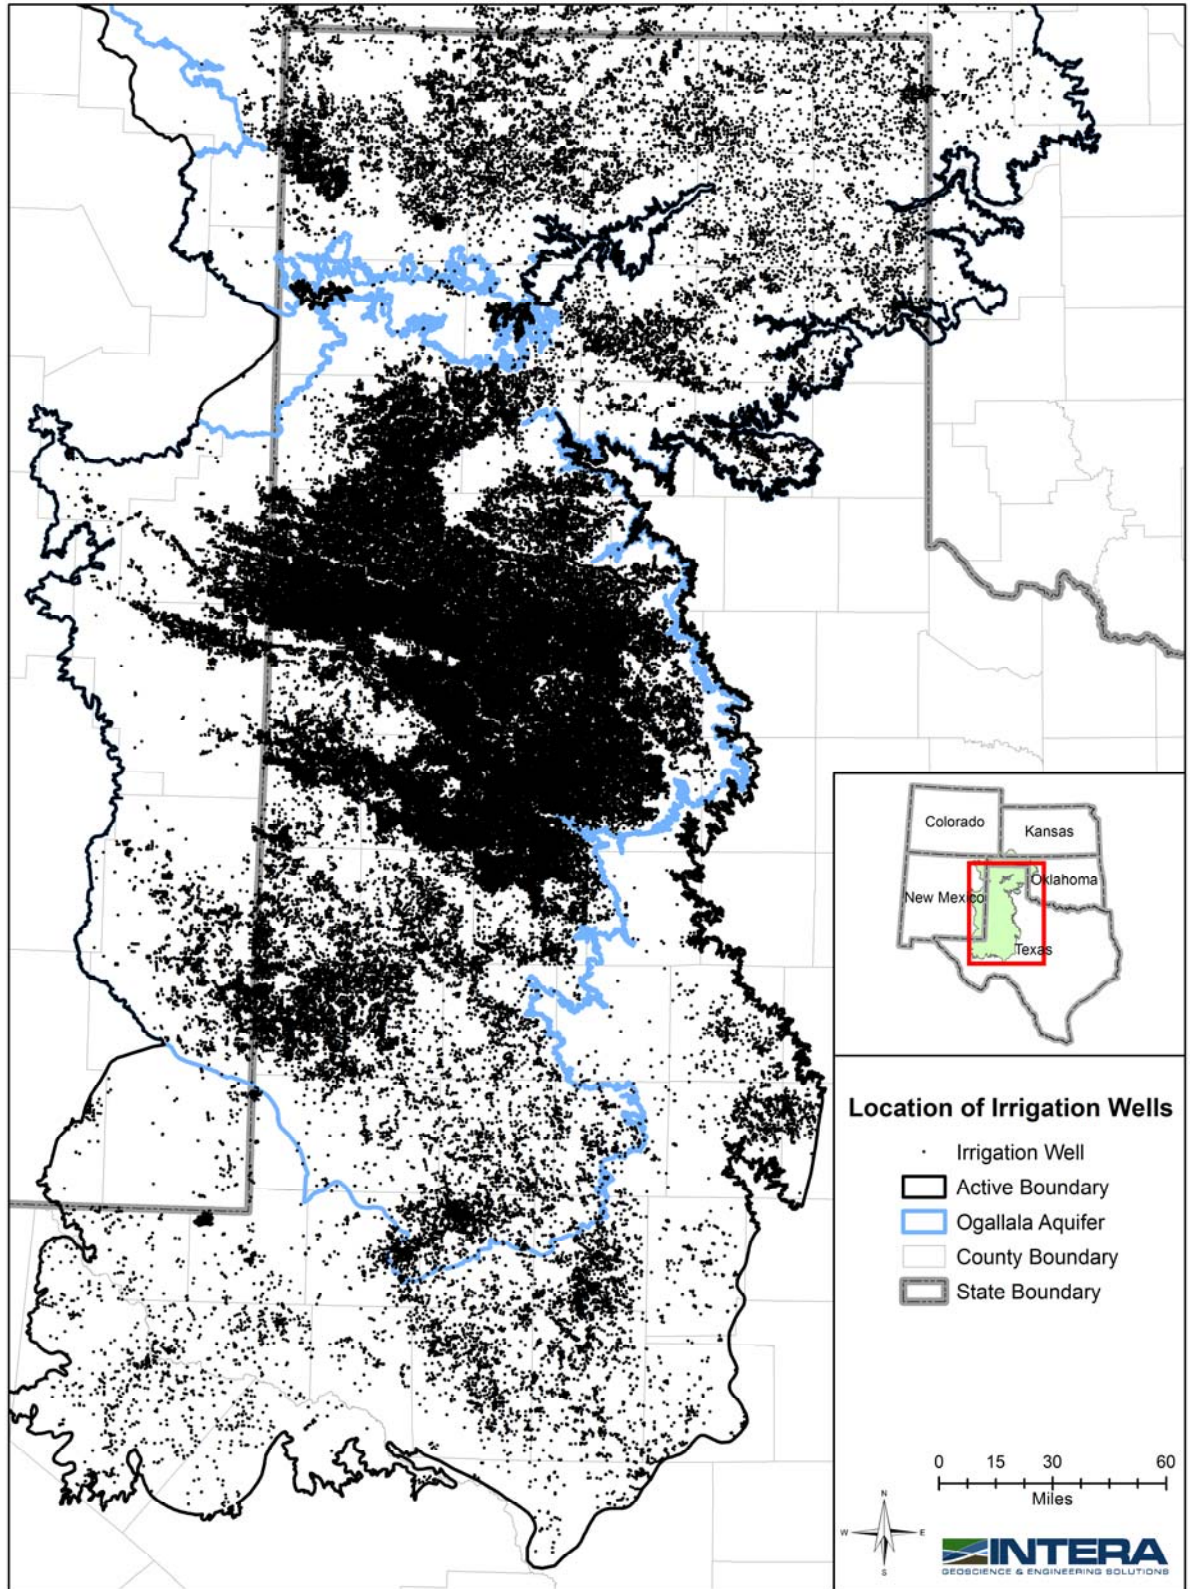 Colorado
Kansas
New Mexico
Oklahoma
Texas
Location of Irrigation Wells
Irrigation Well
Active Boundary
Ogallala Aquifer
County Boundary
State Boundary
0 15 30 60
Miles
N
W E
S
INTERA
GEOSCIENCE & ENGINEERING SOLUTIONS